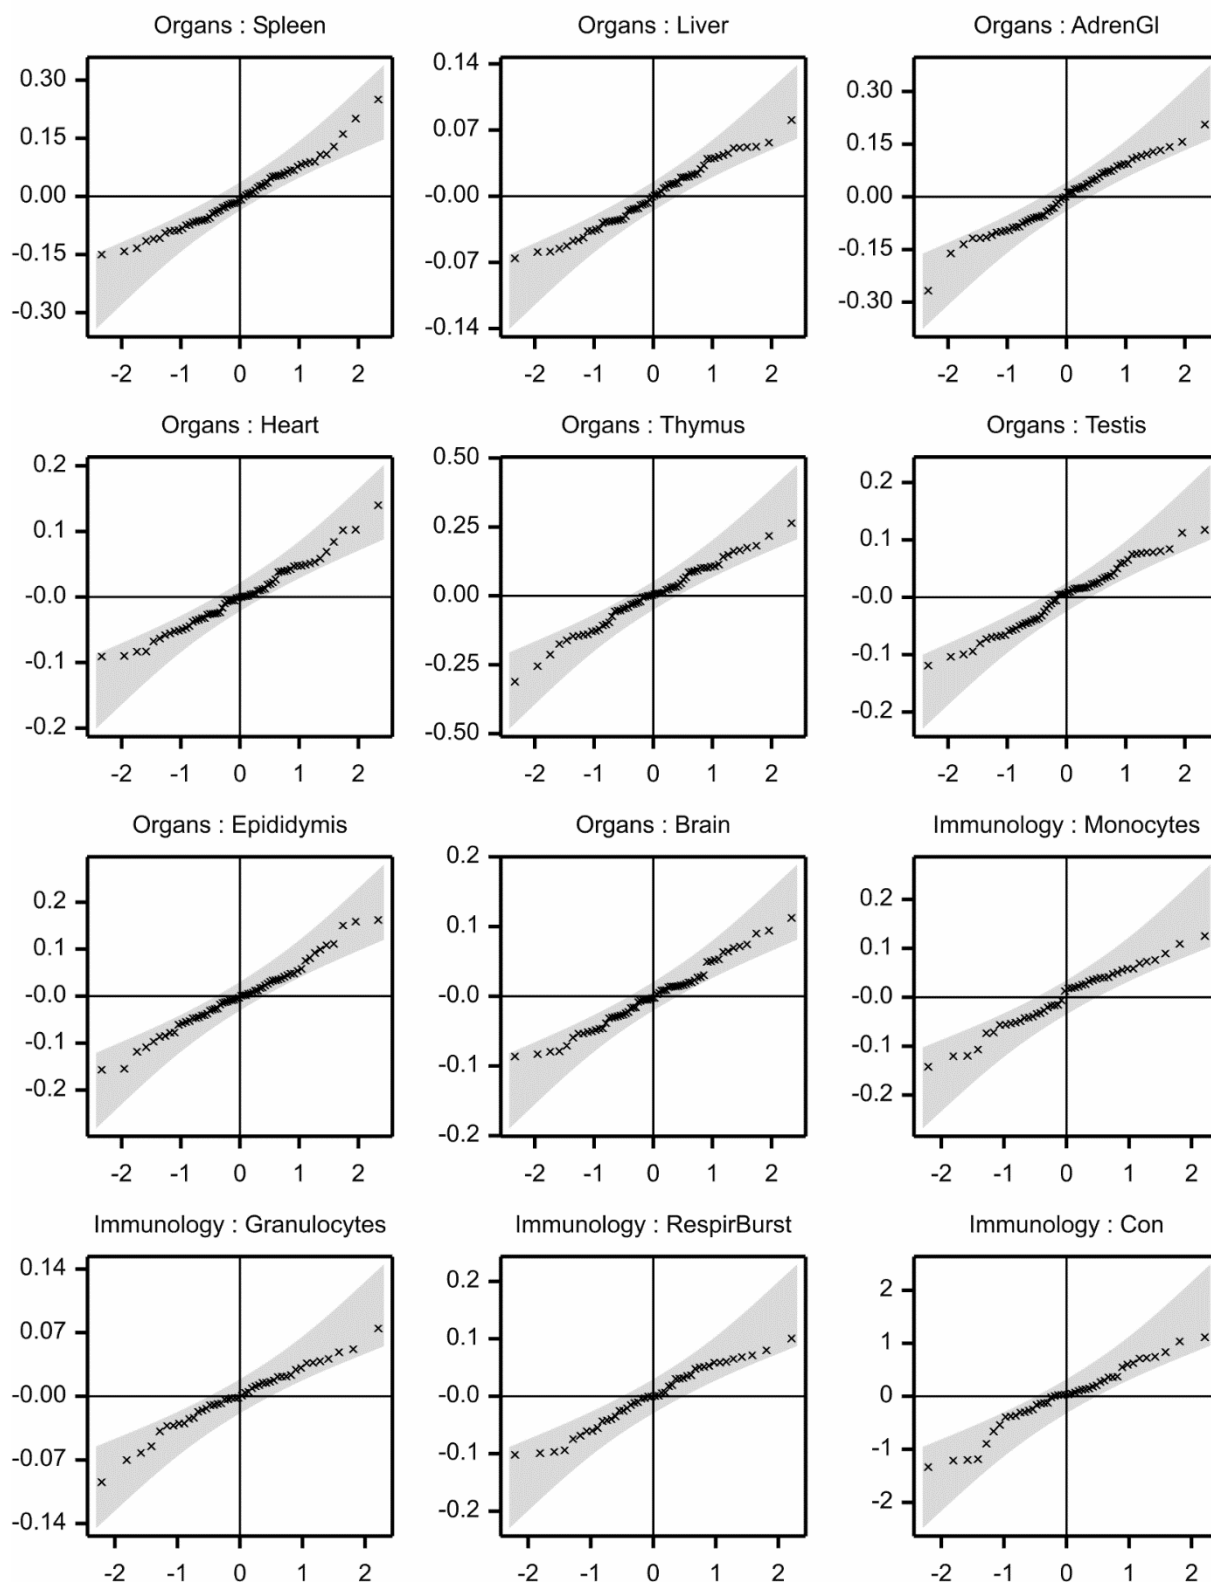 Organs : Spleen
Organs : Liver
Organs : AdrenGl
0.30
0.15
0.00
-0.15
-0.30
-2 -1 0 1 2
0.14
0.07
-0.00
-0.07
-0.14
-2 -1 0 1 2
0.30
0.15
0.00
-0.15
-0.30
-2 -1 0 1 2
Organs : Heart
Organs : Thymus
Organs : Testis
0.2
0.1
-0.0
-0.1
-0.2
-2 -1 0 1 2
0.50
0.25
0.00
-0.25
-0.50
-2 -1 0 1 2
0.2
0.1
-0.0
-0.1
-0.2
-2 -1 0 1 2
Organs : Epididymis
Organs : Brain
Immunology : Monocytes
0.2
0.1
-0.0
-0.1
-0.2
-2 -1 0 1 2
0.2
0.1
-0.0
-0.1
-0.2
-2 -1 0 1 2
0.2
0.1
-0.0
-0.1
-0.2
-2 -1 0 1 2
Immunology : Granulocytes
Immunology : RespirBurst
Immunology : Con
0.14
0.07
-0.00
-0.07
-0.14
-2 -1 0 1 2
0.2
0.1
-0.0
-0.1
-0.2
-2 -1 0 1 2
2
1
0
-1
-2
-2 -1 0 1 2